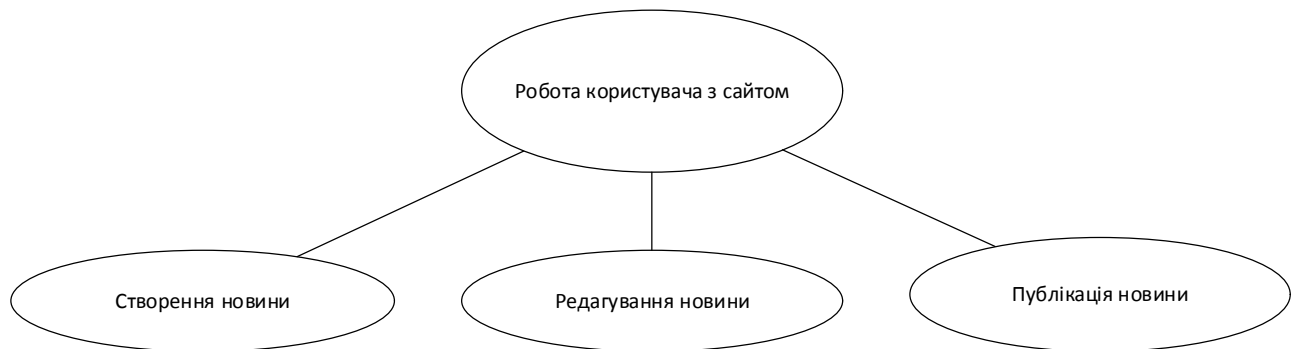 Робота користувача з сайтом
Створення новини
Редагування новини
Публікація новини